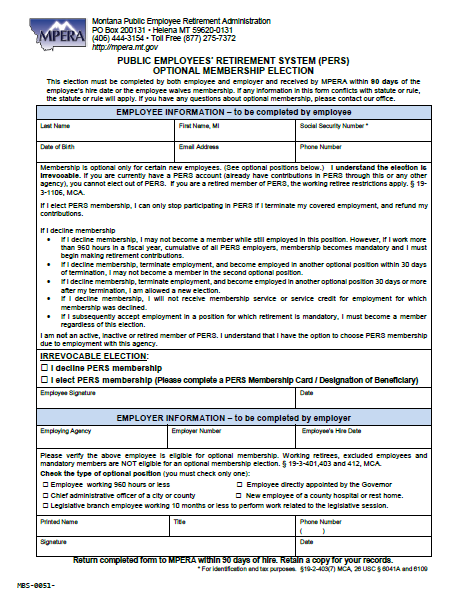 MPERA
Montana Public Employee Retirement Administration
PO Box 200131 • Helena MT 59620-0131
(406) 444-3154 • Toll Free (877) 275-7372
http://mpera.mt.gov
PUBLIC EMPLOYEES' RETIREMENT SYSTEM (PERS)
OPTIONAL MEMBERSHIP ELECTION
This election must be completed by both employee and employer and received by MPERA within 90 days of the
employee's hire date or the employee waives membership. If any information in this form conflicts with statute or rule,
the statute or rule will apply. If you have any questions about optional membership, please contact our office.
EMPLOYEE INFORMATION – to be completed by employee
Last Name First Name, MI Social Security Number *
Date of Birth Email Address Phone Number
Membership is optional only for certain new employees. (See optional positions below.) I understand the election is
irrevocable. If you are currently have a PERS account (already have contributions in PERS through this or any other
agency), you cannot elect out of PERS. If you are a retired member of PERS, the working retiree restrictions apply. § 19-
3-1106, MCA.
If I elect PERS membership, I can only stop participating in PERS if I terminate my covered employment, and refund my
contributions.
If I decline membership
• If I decline membership, I may not become a member while still employed in this position. However, if I work more
than 960 hours in a fiscal year, cumulative of all PERS employers, membership becomes mandatory and I must
begin making retirement contributions.
• If I decline membership, terminate employment, and become employed in another optional position within 30 days
of termination, I may not become a member in the second optional position.
• If I decline membership, terminate employment, and become employed in another optional position 30 days or more
after my termination, I am allowed a new election.
• If I decline membership, I will not receive membership service or service credit for employment for which
membership was declined.
• If I subsequently accept employment in a position for which retirement is mandatory, I must become a member
regardless of this election.
I am not an active, inactive or retired member of PERS. I understand that I have the option to choose PERS membership
due to employment with this agency.
IRREVOCABLE ELECTION:
☐ I decline PERS membership
☐ I elect PERS membership (Please complete a PERS Membership Card / Designation of Beneficiary)
Employee Signature Date
EMPLOYER INFORMATION – to be completed by employer
Employing Agency Employer Number Employee's Hire Date
Please verify the above employee is eligible for optional membership. Working retirees, excluded employees and
mandatory members are NOT eligible for an optional membership election. § 19-3-401,403 and 412, MCA.
Check the type of optional position (you must check only one):
☐ Employee working 960 hours or less ☐ Employee directly appointed by the Governor
☐ Chief administrative officer of a city or county ☐ New employee of a county hospital or rest home.
☐ Legislative branch employee working 10 months or less to perform work related to the legislative session.
Printed Name Title Phone Number
( )
Signature Date
Return completed form to MPERA within 90 days of hire. Retain a copy for your records.
* For identification and tax purposes. §19-2-403(7) MCA, 26 USC § 6041A and 6109
MBS-0051-